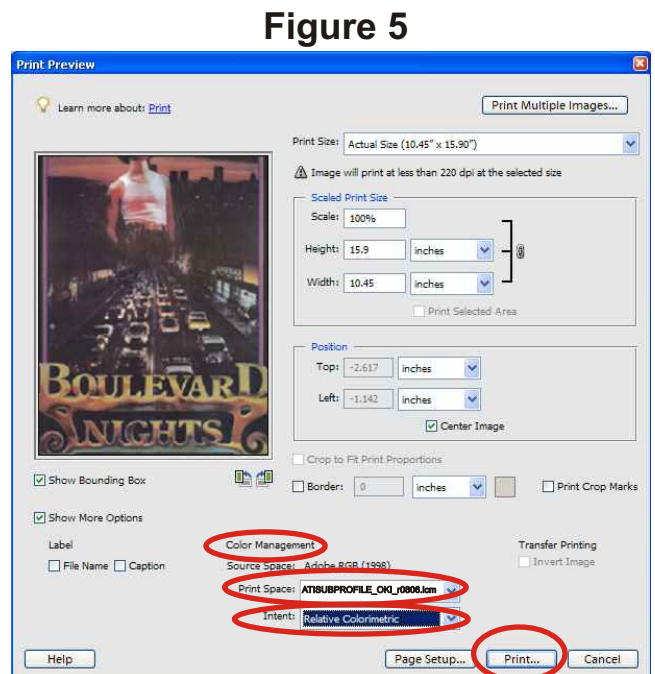 Figure 5
Print Preview
Learn more about: Print
Print Multiple Images...
Print Size: Actual Size (10.45" x 15.90")
Image will print at less than 220 dpi at the selected size
Scaled Print Size
Scale: 100%
Height: 15.9 inches
Width: 10.45 inches
Print Selected Area
Position
Top: -2.617 inches
Left: -1.142 inches
Center Image
BOULEVARD
NIGHTS
Crop to Fit Print Proportions
Show Bounding Box
Border: 0 inches
Print Crop Marks
Show More Options
Label
File Name Caption
Color Management
Source Space: Adobe RGB (1998)
Print Space: ATISUBPROFILE_OKI_r0806.icm
Intent: Relative Colorimetric
Transfer Printing
Invert Image
Help
Page Setup...
Print...
Cancel